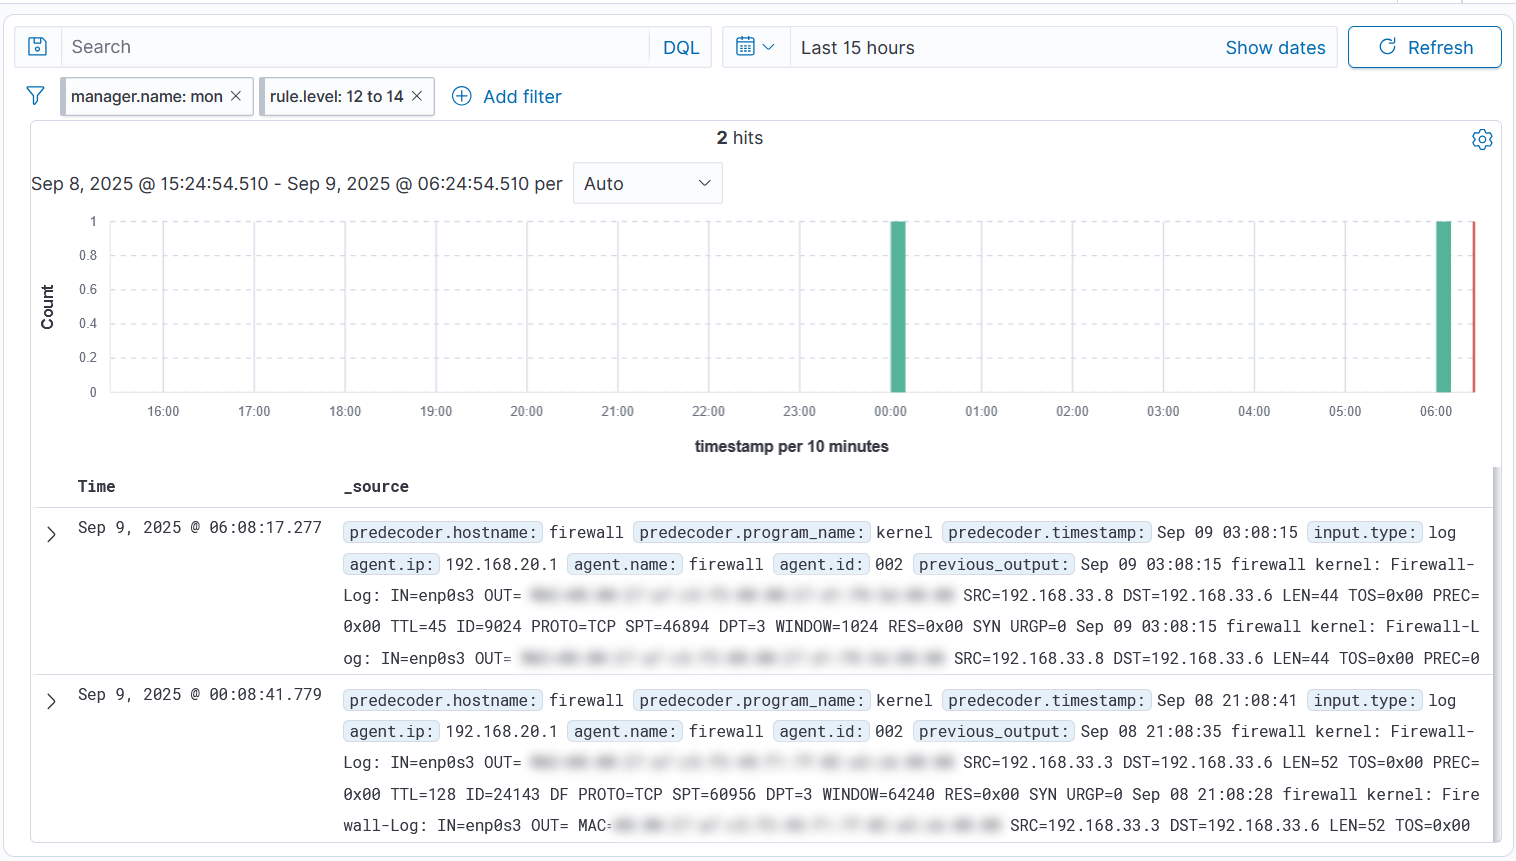 Search DQL Last 15 hours Show dates Refresh
manager.name: mon rule.level: 12 to 14 Add filter
2 hits
Sep 8, 2025 @ 15:24:54.510 - Sep 9, 2025 @ 06:24:54.510 per Auto
Count
1
0.8
0.6
0.4
0.2
0
16:00 17:00 18:00 19:00 20:00 21:00 22:00 23:00 00:00 01:00 02:00 03:00 04:00 05:00 06:00
timestamp per 10 minutes
Time _source
Sep 9, 2025 @ 06:08:17.277 predecoder.hostname: firewall predecoder.program_name: kernel predecoder.timestamp: Sep 09 03:08:15 input.type: log
agent.ip: 192.168.20.1 agent.name: firewall agent.id: 002 previous_output: Sep 09 03:08:15 firewall kernel: Firewall-
Log: IN=enp0s3 OUT= SRC=192.168.33.8 DST=192.168.33.6 LEN=44 TOS=0x00 PREC=
0x00 TTL=45 ID=9024 PROTO=TCP SPT=46894 DPT=3 WINDOW=1024 RES=0x00 SYN URGP=0 Sep 09 03:08:15 firewall kernel: Firewall-L
og: IN=enp0s3 OUT= SRC=192.168.33.8 DST=192.168.33.6 LEN=44 TOS=0x00 PREC=0
Sep 9, 2025 @ 00:08:41.779 predecoder.hostname: firewall predecoder.program_name: kernel predecoder.timestamp: Sep 08 21:08:41 input.type: log
agent.ip: 192.168.20.1 agent.name: firewall agent.id: 002 previous_output: Sep 08 21:08:35 firewall kernel: Firewall-
Log: IN=enp0s3 OUT= SRC=192.168.33.3 DST=192.168.33.6 LEN=52 TOS=0x00 PREC=
0x00 TTL=128 ID=24143 DF PROTO=TCP SPT=60956 DPT=3 WINDOW=64240 RES=0x00 SYN URGP=0 Sep 08 21:08:28 firewall kernel: Fire
wall-Log: IN=enp0s3 OUT= MAC= SRC=192.168.33.3 DST=192.168.33.6 LEN=52 TOS=0x00